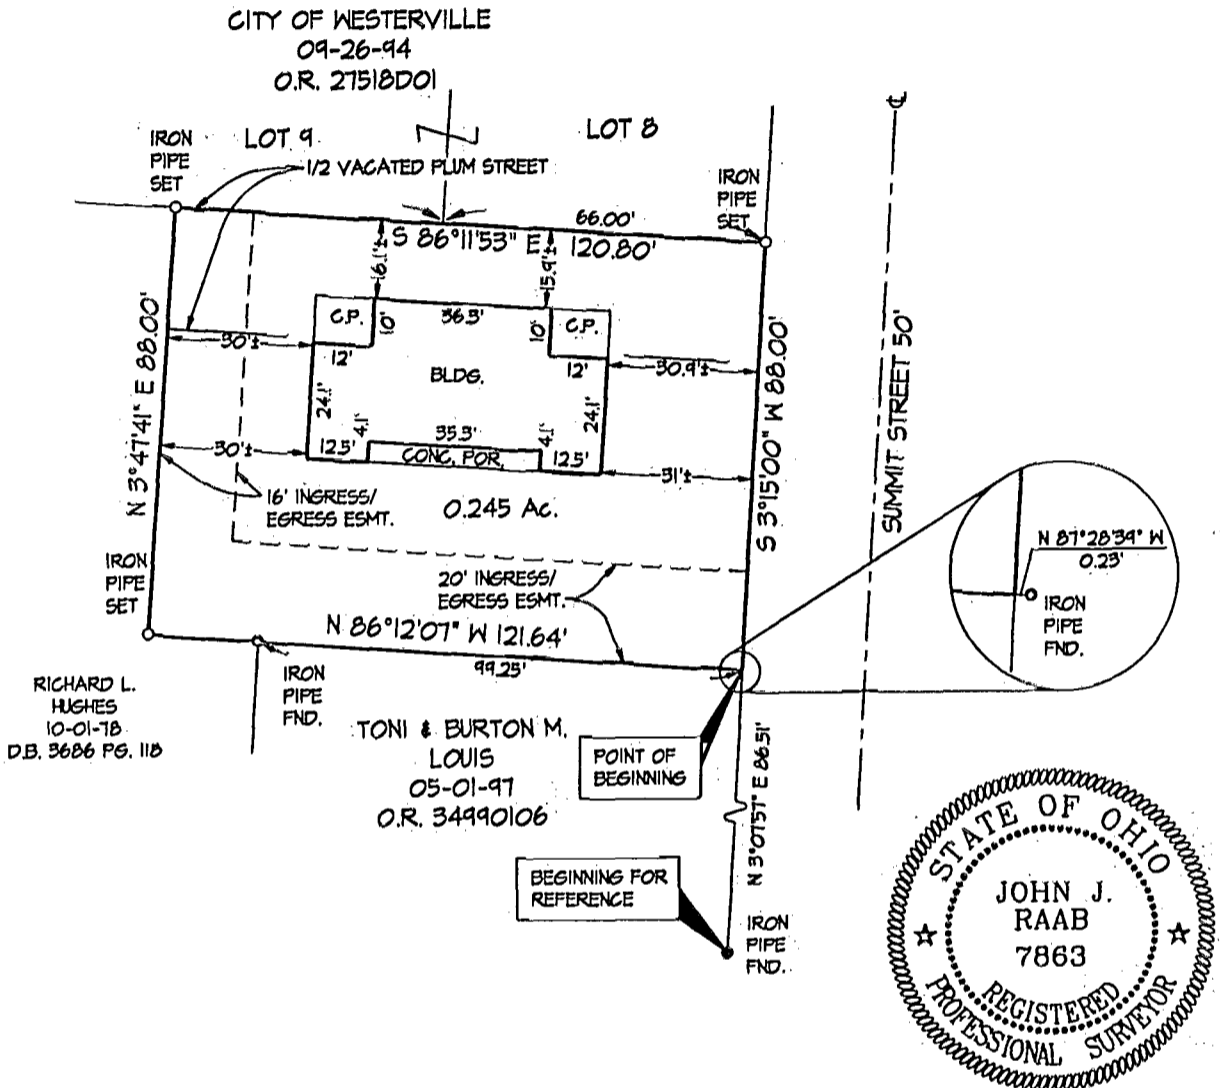 CITY OF WESTERVILLE
09-26-94
O.R. 27518D01
LOT 9
LOT 8
IRON
PIPE
SET
1/2 VACATED PLUM STREET
IRON
PIPE
SET
66.00'
S 86°11'53" E 120.80'
16.1'±
15.9'±
C.P.
10'
36.3'
10'
C.P.
30'±
12'
BLDG.
12'
30.9'±
N 3°47'41" E 88.00'
24.1'
24.1'
S 3°15'00" W 88.00'
SUMMIT STREET 50'
30'±
12.5'
4.1'
35.3'
4.1'
12.5'
CONC. POR.
31'±
16' INGRESS/
EGRESS ESMT.
0.245 Ac.
N 87°28'39" W
0.23'
IRON
PIPE
FND.
IRON
PIPE
SET
20' INGRESS/
EGRESS ESMT.
N 86°12'07" W 121.64'
99.25'
RICHARD L.
HUGHES
10-01-78
D.B. 3686 PG. 118
IRON
PIPE
FND.
TONI & BURTON M.
LOUIS
05-01-97
O.R. 34990I06
POINT OF
BEGINNING
N 3°07'57" E 86.51'
BEGINNING FOR
REFERENCE
IRON
PIPE
FND.
STATE OF OHIO
JOHN J.
RAAB
7863
REGISTERED
PROFESSIONAL SURVEYOR